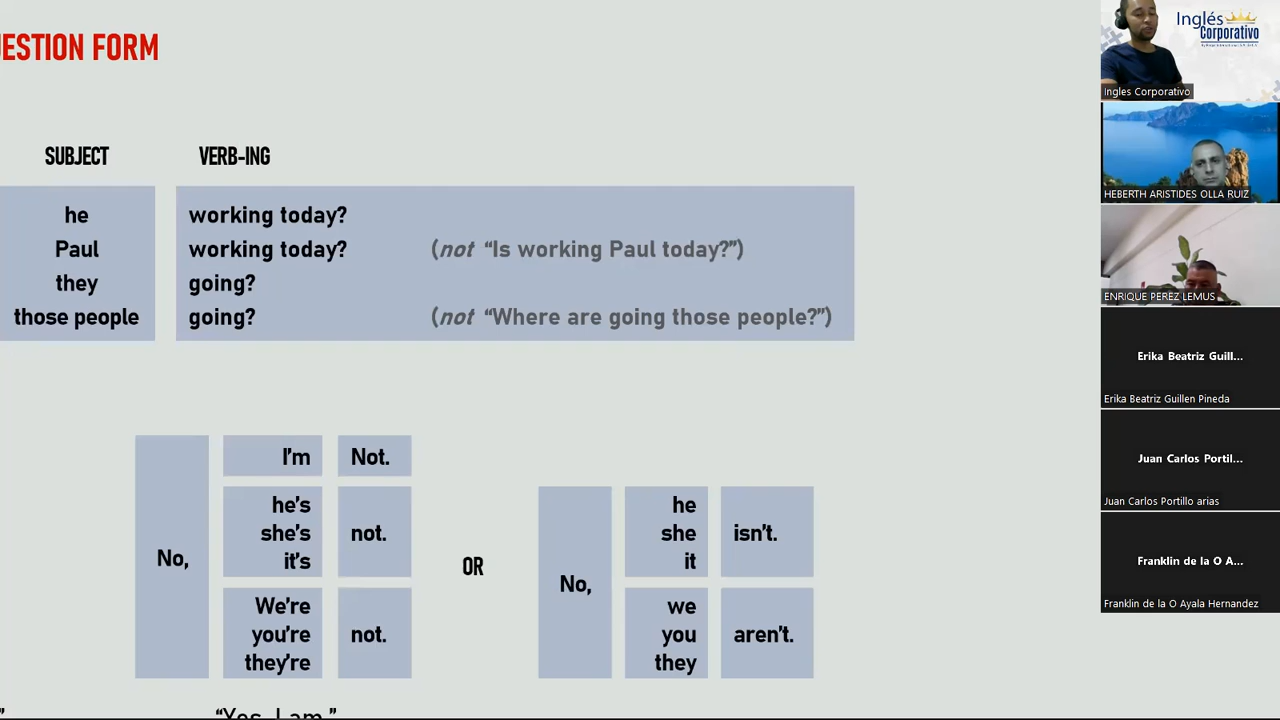 ESTION FORM
SUBJECT VERB-ING
he working today?
Paul working today? (not “Is working Paul today?”)
they going?
those people going? (not “Where are going those people?”)
No,
I’m Not.
he’s
she’s
it’s
not.
We’re
you’re
they’re
not.
OR
No,
he
she
it
isn’t.
we
you
they
aren’t.
“Yes, I am.”
Inglés
Corporativo
Ingles Corporativo
HEBERTH ARISTIDES OLLA RUIZ
ENRIQUE PEREZ LEMUS
Erika Beatriz Guill...
Erika Beatriz Guillen Pineda
Juan Carlos Portil...
Juan Carlos Portillo arias
Franklin de la O A...
Franklin de la O Ayala Hernandez